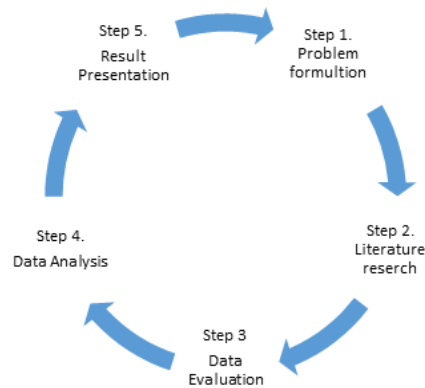 Step 1.
Problem
formultion
Step 2.
Literature
reserch
Step 3
Data
Evaluation
Step 4.
Data Analysis
Step 5.
Result
Presentation